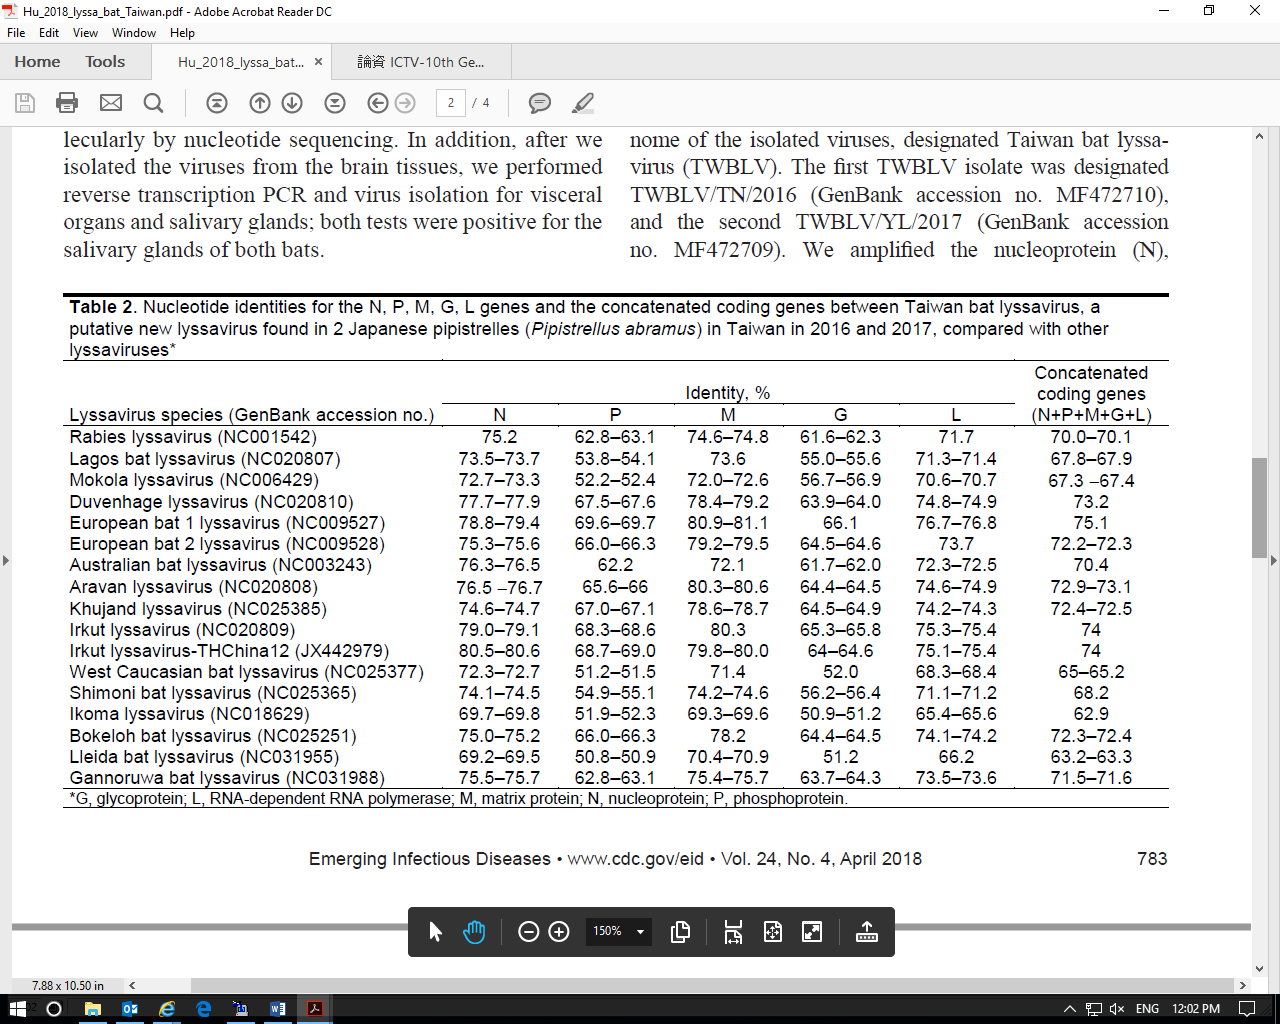 Hu_2018_lyssa_bat_Taiwan.pdf - Adobe Acrobat Reader DC
File Edit View Window Help
Home Tools Hu_2018_lyssa_bat... × 論資 ICTV-10th Ge...
2 / 4
lecularly by nucleotide sequencing. In addition, after we
isolated the viruses from the brain tissues, we performed
reverse transcription PCR and virus isolation for visceral
organs and salivary glands; both tests were positive for the
salivary glands of both bats.
nome of the isolated viruses, designated Taiwan bat lyssa-
virus (TWBLV). The first TWBLV isolate was designated
TWBLV/TN/2016 (GenBank accession no. MF472710),
and the second TWBLV/YL/2017 (GenBank accession
no. MF472709). We amplified the nucleoprotein (N),
Table 2. Nucleotide identities for the N, P, M, G, L genes and the concatenated coding genes between Taiwan bat lyssavirus, a
putative new lyssavirus found in 2 Japanese pipistrelles (Pipistrellus abramus) in Taiwan in 2016 and 2017, compared with other
lyssaviruses*
Identity, %
Concatenated
coding genes
(N+P+M+G+L)
Lyssavirus species (GenBank accession no.) N P M G L
Rabies lyssavirus (NC001542) 75.2 62.8–63.1 74.6–74.8 61.6–62.3 71.7 70.0–70.1
Lagos bat lyssavirus (NC020807) 73.5–73.7 53.8–54.1 73.6 55.0–55.6 71.3–71.4 67.8–67.9
Mokola lyssavirus (NC006429) 72.7–73.3 52.2–52.4 72.0–72.6 56.7–56.9 70.6–70.7 67.3 –67.4
Duvenhage lyssavirus (NC020810) 77.7–77.9 67.5–67.6 78.4–79.2 63.9–64.0 74.8–74.9 73.2
European bat 1 lyssavirus (NC009527) 78.8–79.4 69.6–69.7 80.9–81.1 66.1 76.7–76.8 75.1
European bat 2 lyssavirus (NC009528) 75.3–75.6 66.0–66.3 79.2–79.5 64.5–64.6 73.7 72.2–72.3
Australian bat lyssavirus (NC003243) 76.3–76.5 62.2 72.1 61.7–62.0 72.3–72.5 70.4
Aravan lyssavirus (NC020808) 76.5 –76.7 65.6–66 80.3–80.6 64.4–64.5 74.6–74.9 72.9–73.1
Khujand lyssavirus (NC025385) 74.6–74.7 67.0–67.1 78.6–78.7 64.5–64.9 74.2–74.3 72.4–72.5
Irkut lyssavirus (NC020809) 79.0–79.1 68.3–68.6 80.3 65.3–65.8 75.3–75.4 74
Irkut lyssavirus-THChina12 (JX442979) 80.5–80.6 68.7–69.0 79.8–80.0 64–64.6 75.1–75.4 74
West Caucasian bat lyssavirus (NC025377) 72.3–72.7 51.2–51.5 71.4 52.0 68.3–68.4 65–65.2
Shimoni bat lyssavirus (NC025365) 74.1–74.5 54.9–55.1 74.2–74.6 56.2–56.4 71.1–71.2 68.2
Ikoma lyssavirus (NC018629) 69.7–69.8 51.9–52.3 69.3–69.6 50.9–51.2 65.4–65.6 62.9
Bokeloh bat lyssavirus (NC025251) 75.0–75.2 66.0–66.3 78.2 64.4–64.5 74.1–74.2 72.3–72.4
Lleida bat lyssavirus (NC031955) 69.2–69.5 50.8–50.9 70.4–70.9 51.2 66.2 63.2–63.3
Gannoruwa bat lyssavirus (NC031988) 75.5–75.7 62.8–63.1 75.4–75.7 63.7–64.3 73.5–73.6 71.5–71.6
*G, glycoprotein; L, RNA-dependent RNA polymerase; M, matrix protein; N, nucleoprotein; P, phosphoprotein.
Emerging Infectious Diseases • www.cdc.gov/eid • Vol. 24, No. 4, April 2018 783
150%
7.88 x 10.50 in
ENG 12:02 PM